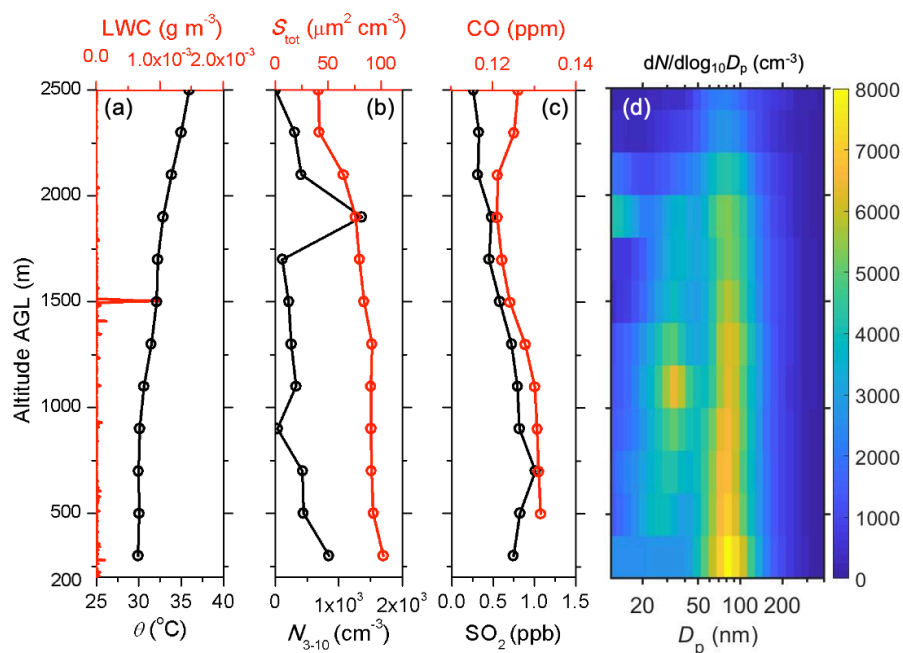 LWC (g m⁻³) S_tot (μm² cm⁻³) CO (ppm)
0.0 1.0x10⁻³ 2.0x10⁻³ 0 50 100 0.12 0.14 dN/dlog₁₀Dₚ (cm⁻³)
2500 (a) (b) (c) (d) 8000
7000
2000 6000
5000
1500
4000
1000 3000
2000
500
1000
200 0
25 30 35 40 0 1x10³ 2x10³ 0.0 0.5 1.0 1.5 20 50 100 200
θ (°C) N₃₋₁₀ (cm⁻³) SO₂ (ppb) Dₚ (nm)
Altitude AGL (m)